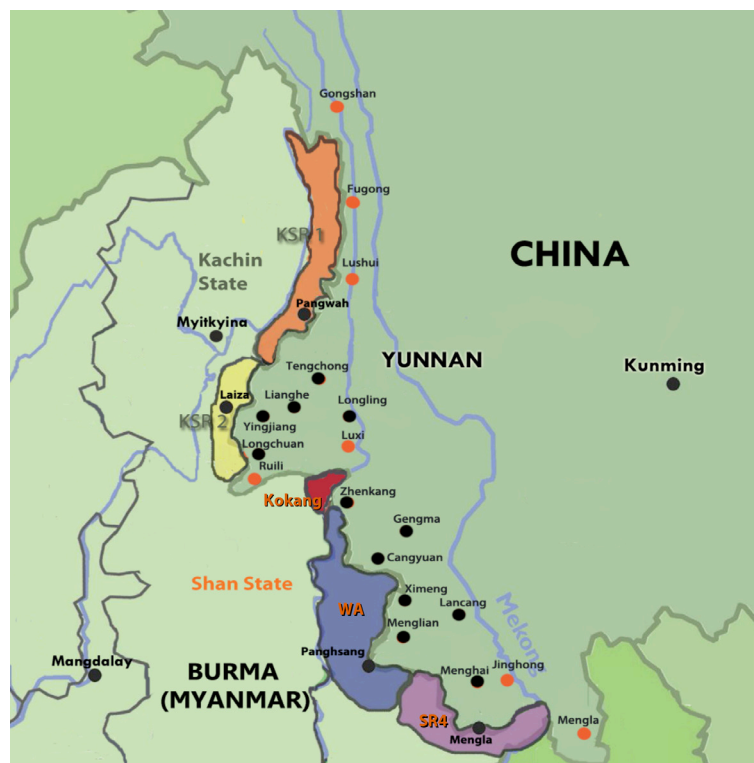 Gongshan
Fugong
KSR 1
Kachin
State
Lushui
CHINA
Pangwah
Myitkyina
YUNNAN
Kunming
Tengchong
Laiza
Lianghe
Longling
KSR 2
Yingjiang
Longchuan
Luxi
Ruili
Kokang
Zhenkang
Gengma
Cangyuan
Shan State
WA
Ximeng
Lancang
Menglian
Mekong
Mangdalay
BURMA
(MYANMAR)
Panghsang
Menghai
Jinghong
SR4
Mengla
Mengla